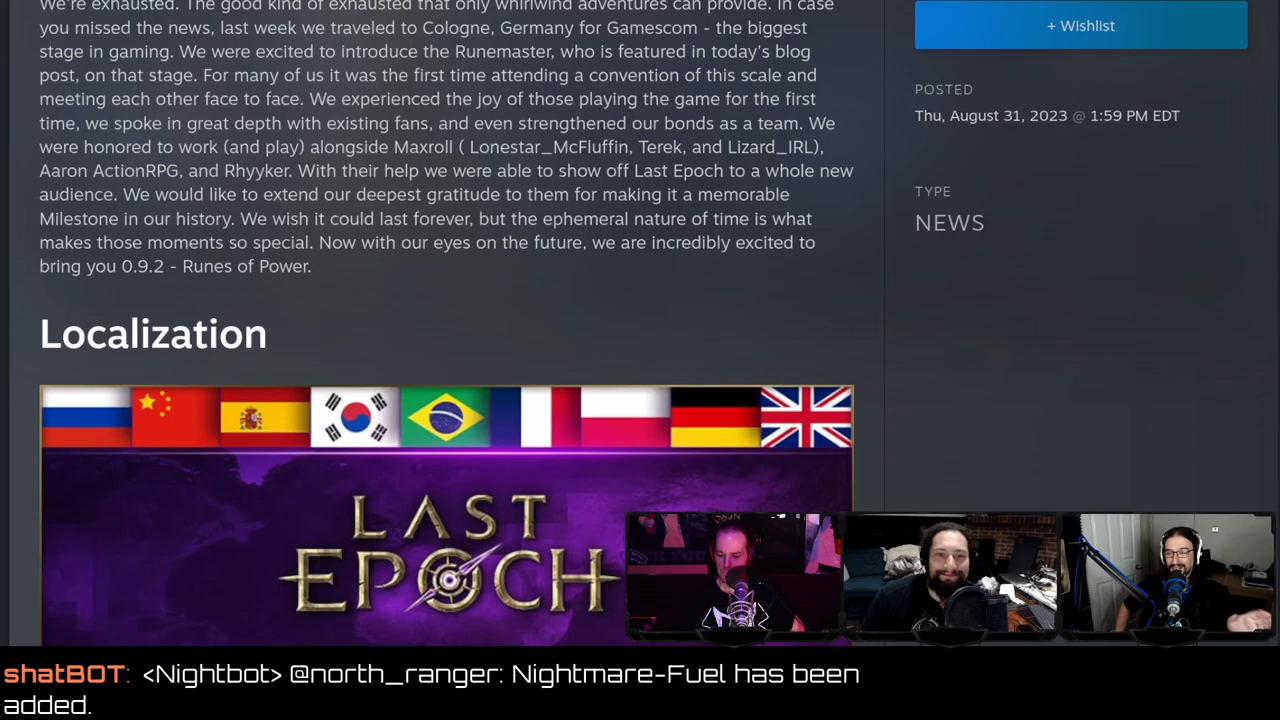 We're exhausted. The good kind of exhausted that only whirlwind adventures can provide. In case
you missed the news, last week we traveled to Cologne, Germany for Gamescom - the biggest
stage in gaming. We were excited to introduce the Runemaster, who is featured in today's blog
post, on that stage. For many of us it was the first time attending a convention of this scale and
meeting each other face to face. We experienced the joy of those playing the game for the first
time, we spoke in great depth with existing fans, and even strengthened our bonds as a team. We
were honored to work (and play) alongside Maxroll ( Lonestar_McFluffin, Terek, and Lizard_IRL),
Aaron ActionRPG, and Rhyyker. With their help we were able to show off Last Epoch to a whole new
audience. We would like to extend our deepest gratitude to them for making it a memorable
Milestone in our history. We wish it could last forever, but the ephemeral nature of time is what
makes those moments so special. Now with our eyes on the future, we are incredibly excited to
bring you 0.9.2 - Runes of Power.
+ Wishlist
POSTED
Thu, August 31, 2023 @ 1:59 PM EDT
TYPE
NEWS
Localization
LAST
EPOCH
shatBOT: <Nightbot> @north_ranger: Nightmare-Fuel has been
added.